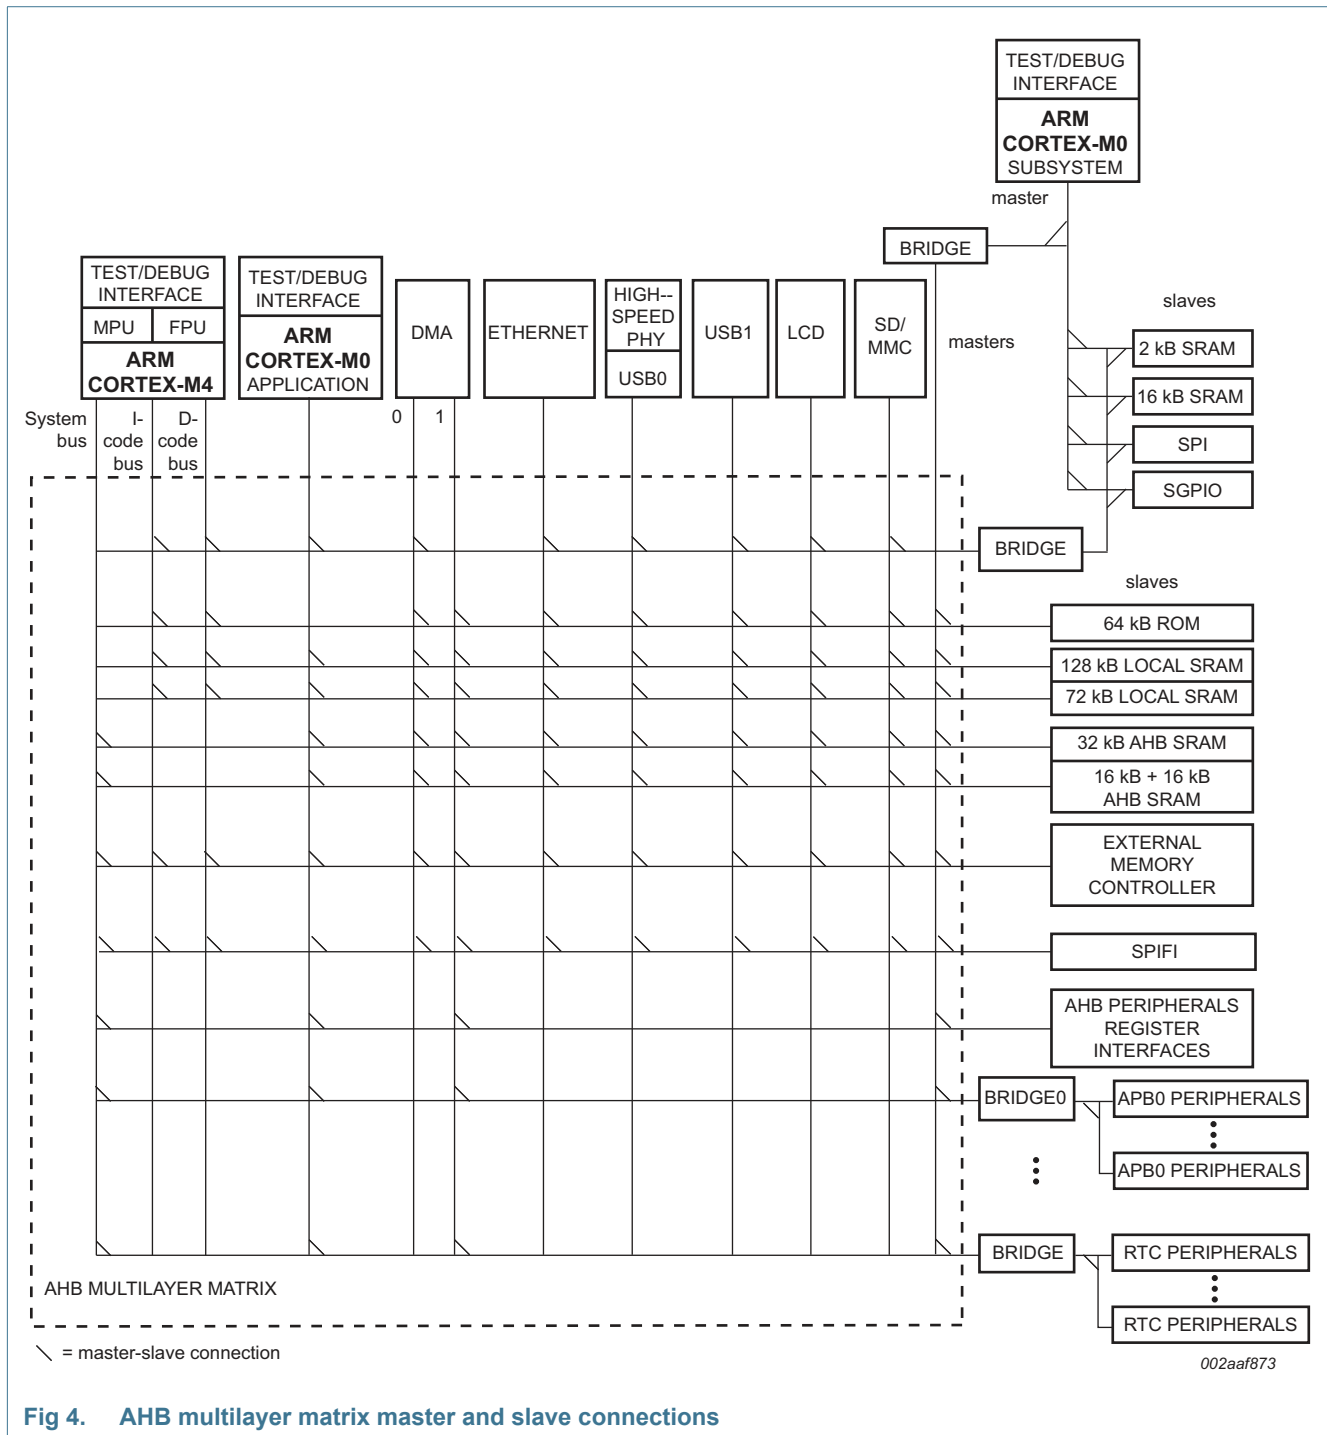 TEST/DEBUG
INTERFACE
ARM
CORTEX-M0
SUBSYSTEM
master
BRIDGE
slaves
2 kB SRAM
16 kB SRAM
SPI
SGPIO
TEST/DEBUG
INTERFACE
MPU
FPU
ARM
CORTEX-M4
TEST/DEBUG
INTERFACE
ARM
CORTEX-M0
APPLICATION
DMA
ETHERNET
HIGH--
SPEED
PHY
USB0
USB1
LCD
SD/
MMC
masters
System
bus
I-
code
bus
D-
code
bus
0
1
BRIDGE
slaves
64 kB ROM
128 kB LOCAL SRAM
72 kB LOCAL SRAM
32 kB AHB SRAM
16 kB + 16 kB
AHB SRAM
EXTERNAL
MEMORY
CONTROLLER
SPIFI
AHB PERIPHERALS
REGISTER
INTERFACES
BRIDGE0
APB0 PERIPHERALS
APB0 PERIPHERALS
BRIDGE
RTC PERIPHERALS
RTC PERIPHERALS
AHB MULTILAYER MATRIX
= master-slave connection
002aaf873
Fig 4. AHB multilayer matrix master and slave connections